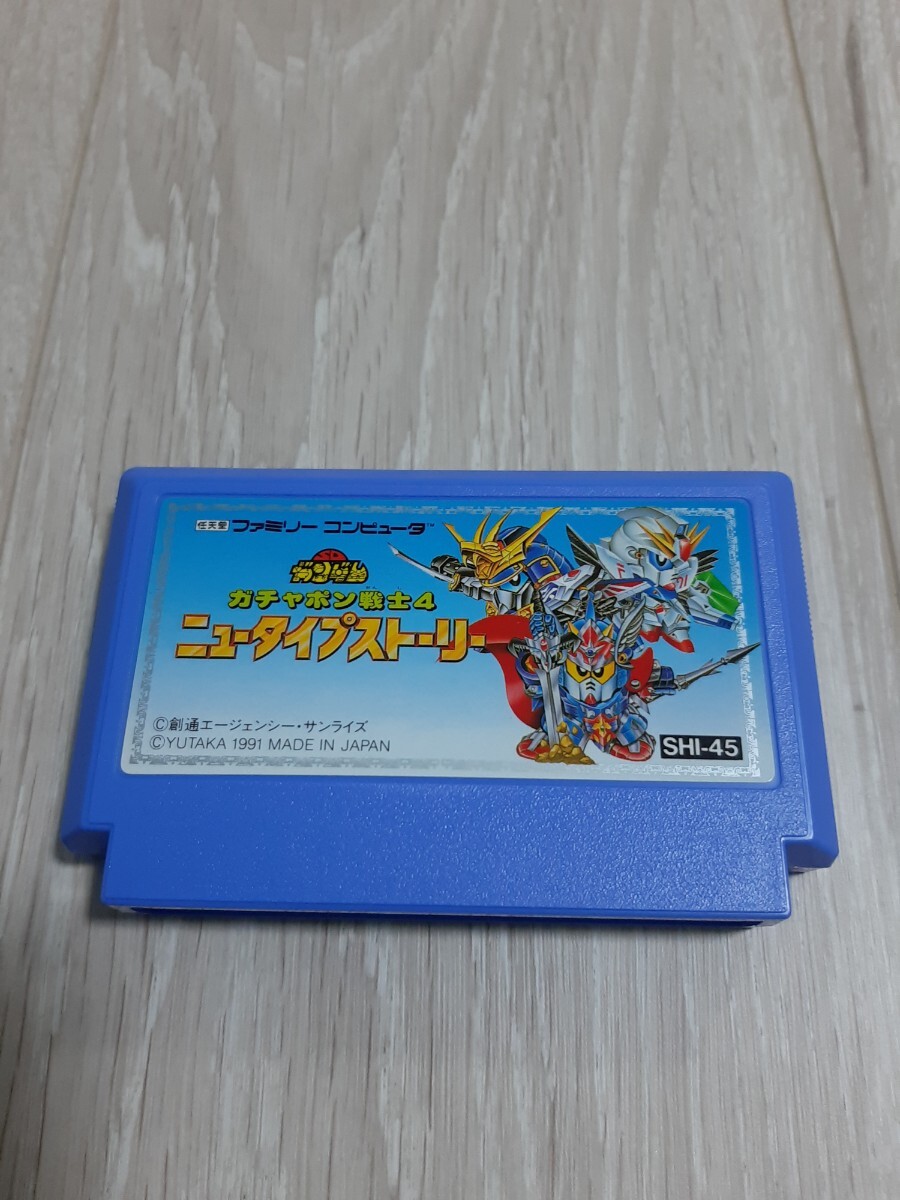 任天堂 ファミリー コンピュータ™
SD
ガンダム
ガチャポン戦士4
ニュータイプストーリー
©創通エージェンシー・サンライズ
©YUTAKA 1991 MADE IN JAPAN
SHI-45